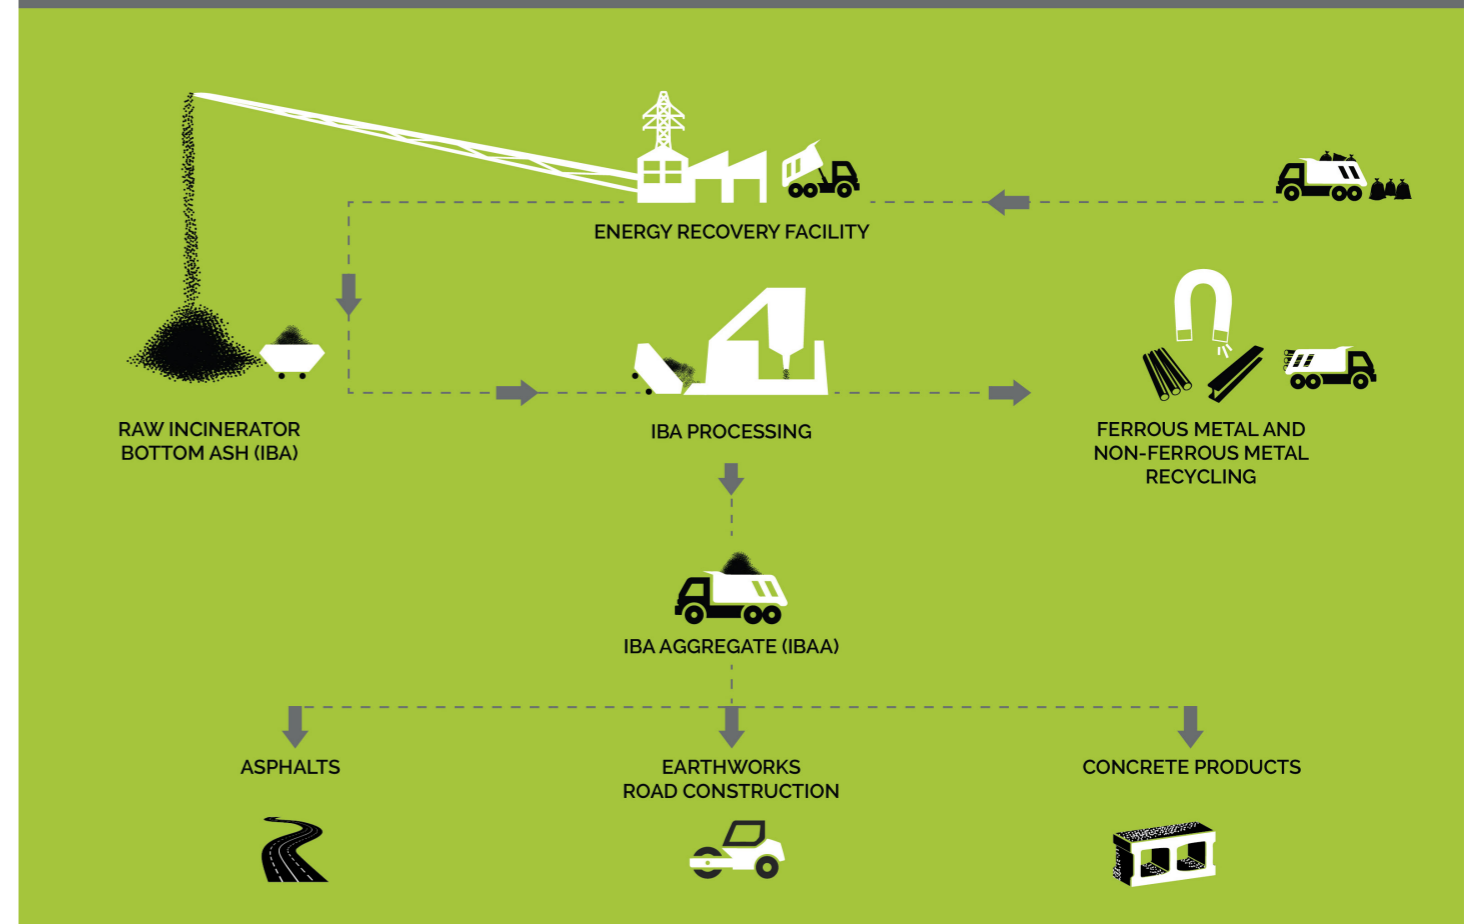 ENERGY RECOVERY FACILITY
RAW INCINERATOR
BOTTOM ASH (IBA)
IBA PROCESSING
FERROUS METAL AND
NON-FERROUS METAL
RECYCLING
IBA AGGREGATE (IBAA)
ASPHALTS
EARTHWORKS
ROAD CONSTRUCTION
CONCRETE PRODUCTS